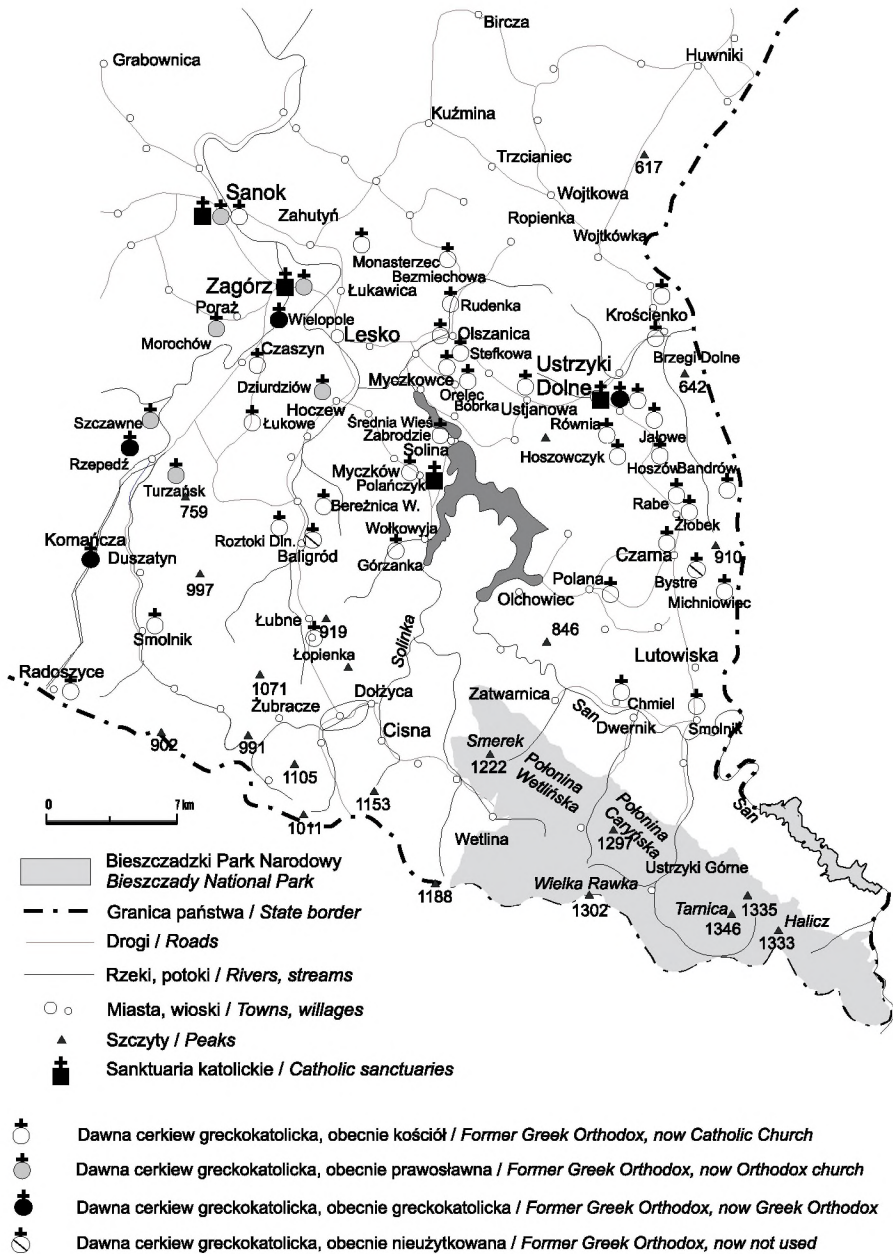 Bircza
Grabownica
Huwniki
Kuźmina
Trzcianiec
617
Sanok
Wojtkowa
Zahutyń
Ropienka
Wojtkówka
Monasterzec
Bezmiechowa
Zagórz
Łukawica
Rudenka
Krościenko
Poraż
Wielopole
Lesko
Olszanica
Morochów
Stefkowa
Ustrzyki
Dolne
Brzegi Dolne
Czaszyn
642
Dziurdziów
Myczkowce
Orelec
Hoczew
Bóbrka
Ustjanowa
Szczawne
Łukowe
Średnia Wieś
Równia
Jałowe
Zabrodzie
Rzepedź
Solina
Hoszowczyk
Myczków
Hoszów
Bandrów
Turzańsk
Polańczyk
759
Bereżnica W.
Rabe
Komańcza
Wołkowyja
Żłobek
Roztoki Dln.
Duszatyn
Baligród
Czarna
910
Górzanka
997
Polana
Bystre
Olchowiec
Michniowiec
Łubne
919
846
Smolnik
Łopienka
Solinka
Lutowiska
Radoszyce
1071
Dołżyca
Zatwarnica
San
Chmiel
Żubracze
Dwernik
Smolnik
902
991
Cisna
Smerek
1222
1105
Połonina
Wetlińska
Połonina
Caryńska
San
0
7 km
1153
1011
1297
Wetlina
Ustrzyki Górne
1188
Wielka Rawka
1302
Tarnica
1346
1335
Halicz
1333
Bieszczadzki Park Narodowy
Bieszczady National Park
Granica państwa / State border
Drogi / Roads
Rzeki, potoki / Rivers, streams
Miasta, wioski / Towns, willages
Szczyty / Peaks
Sanktuaria katolickie / Catholic sanctuaries
Dawna cerkiew greckokatolicka, obecnie kościół / Former Greek Orthodox, now Catholic Church
Dawna cerkiew greckokatolicka, obecnie prawosławna / Former Greek Orthodox, now Orthodox church
Dawna cerkiew greckokatolicka, obecnie greckokatolicka / Former Greek Orthodox, now Greek Orthodox
Dawna cerkiew greckokatolicka, obecnie nieużytkowana / Former Greek Orthodox, now not used